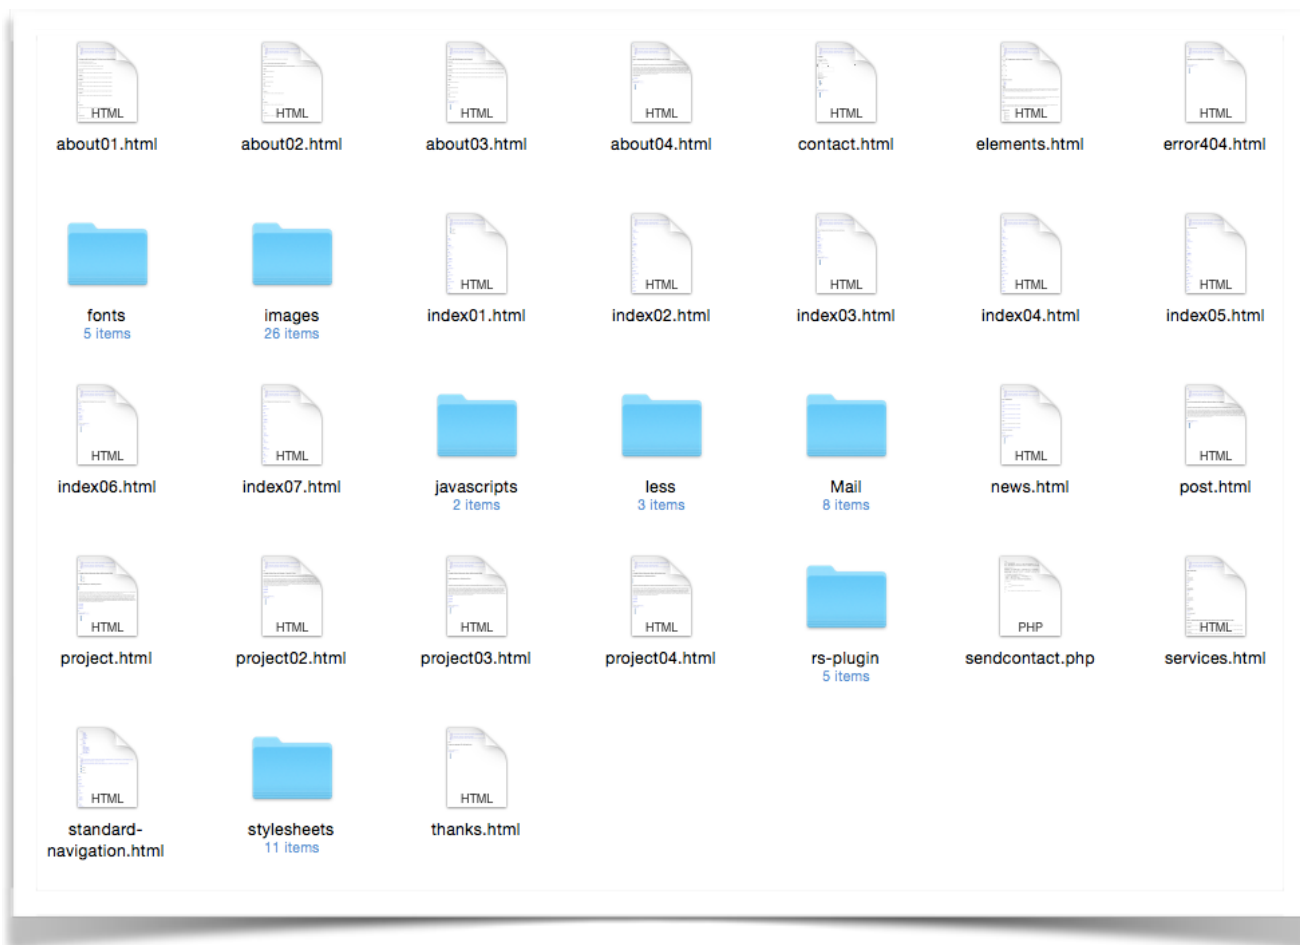 HTML HTML HTML HTML HTML HTML HTML
about01.html about02.html about03.html about04.html contact.html elements.html error404.html
HTML HTML HTML HTML HTML
fonts images index01.html index02.html index03.html index04.html index05.html
5 items 26 items
HTML HTML HTML HTML
index06.html index07.html javascripts less Mail news.html post.html
2 items 3 items 8 items
HTML HTML HTML HTML PHP HTML
project.html project02.html project03.html project04.html rs-plugin sendcontact.php services.html
5 items
HTML HTML
standard- stylesheets thanks.html
navigation.html 11 items